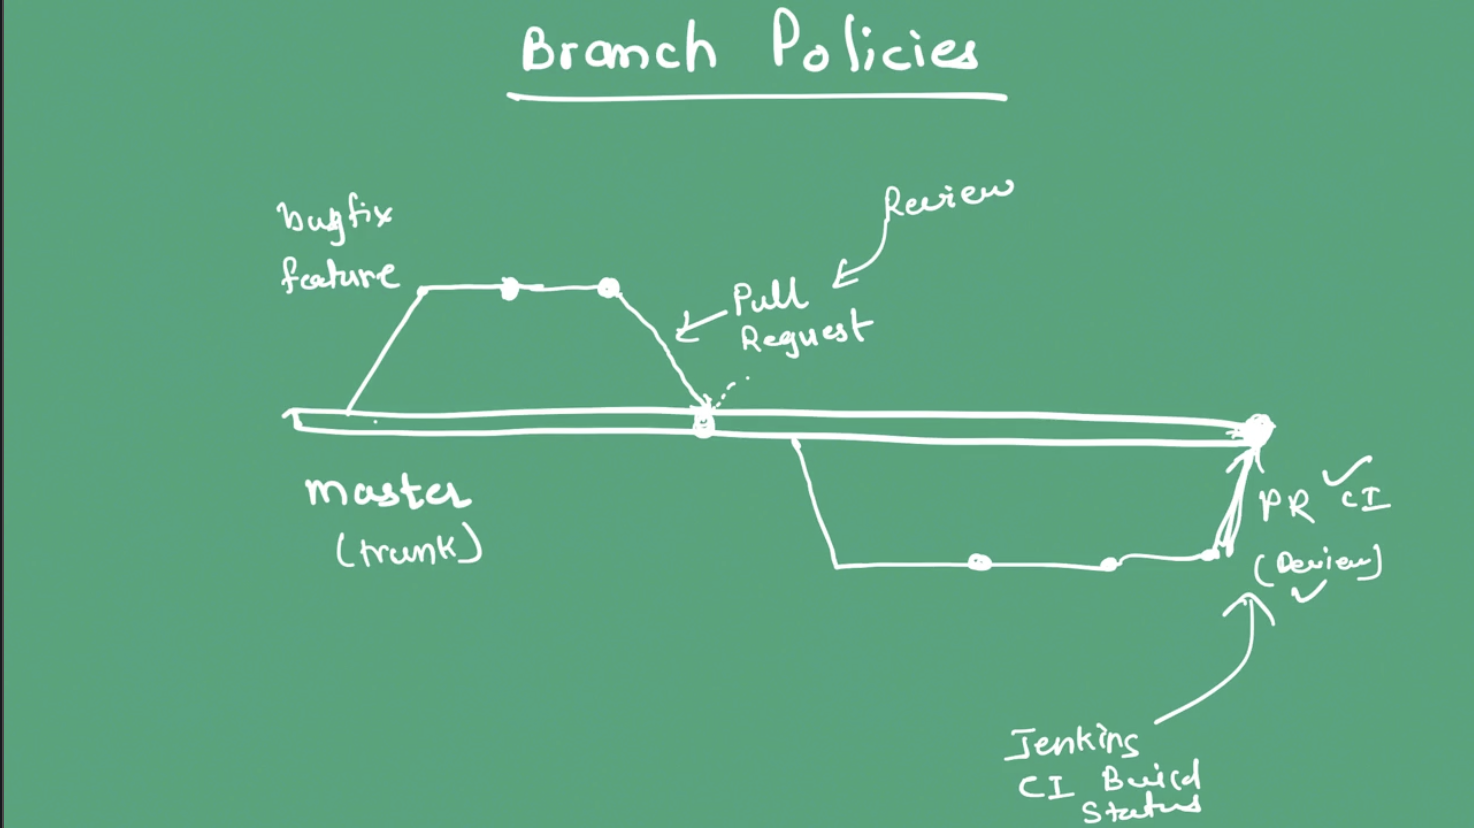 Branch Policies
bugfix
feature
Review
Pull
Request
master
(trunk)
PR CI
(Review)
Jenkins
CI Build
Status